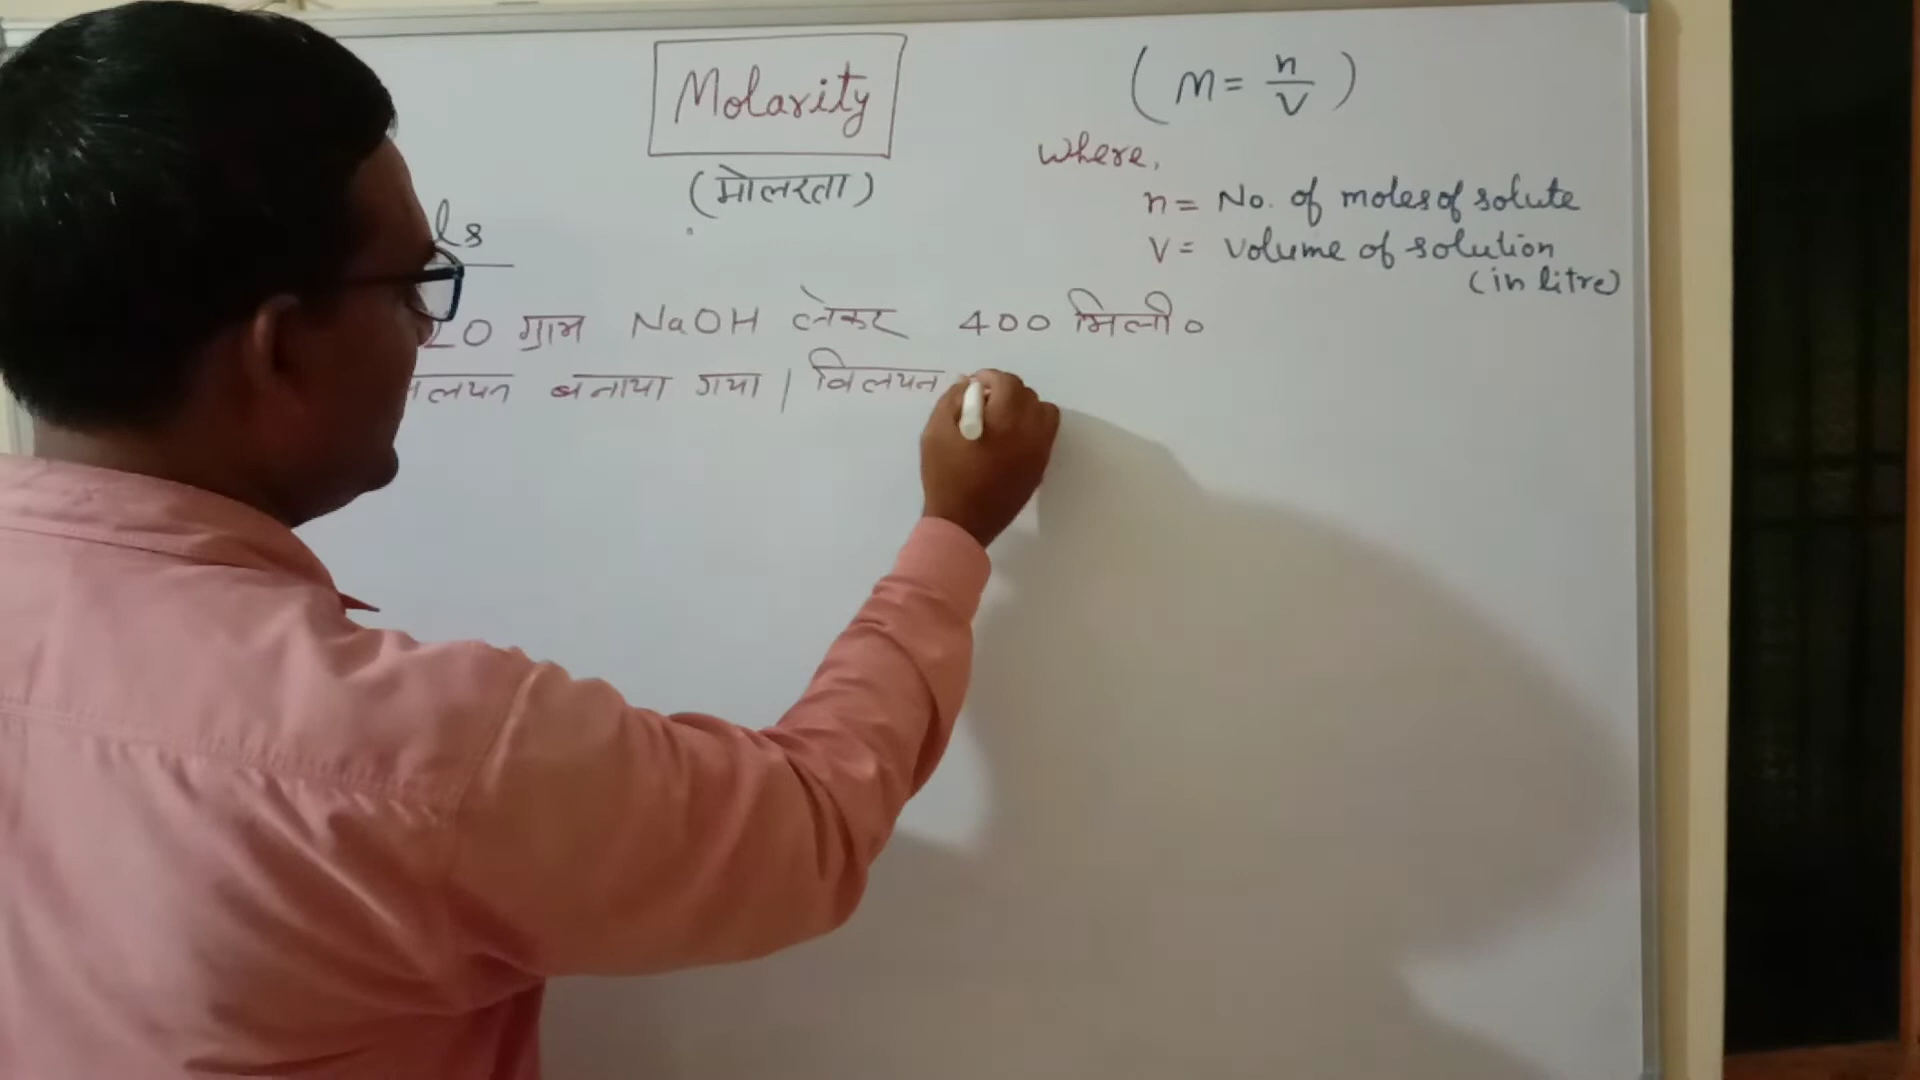 Molarity
(मोलरता)
(M = n/V)
where,
n = No. of moles of solute
V = Volume of solution
(in litre)
ग्राम NaOH लेकर 400 मिली०
बनाया गया | विलयन